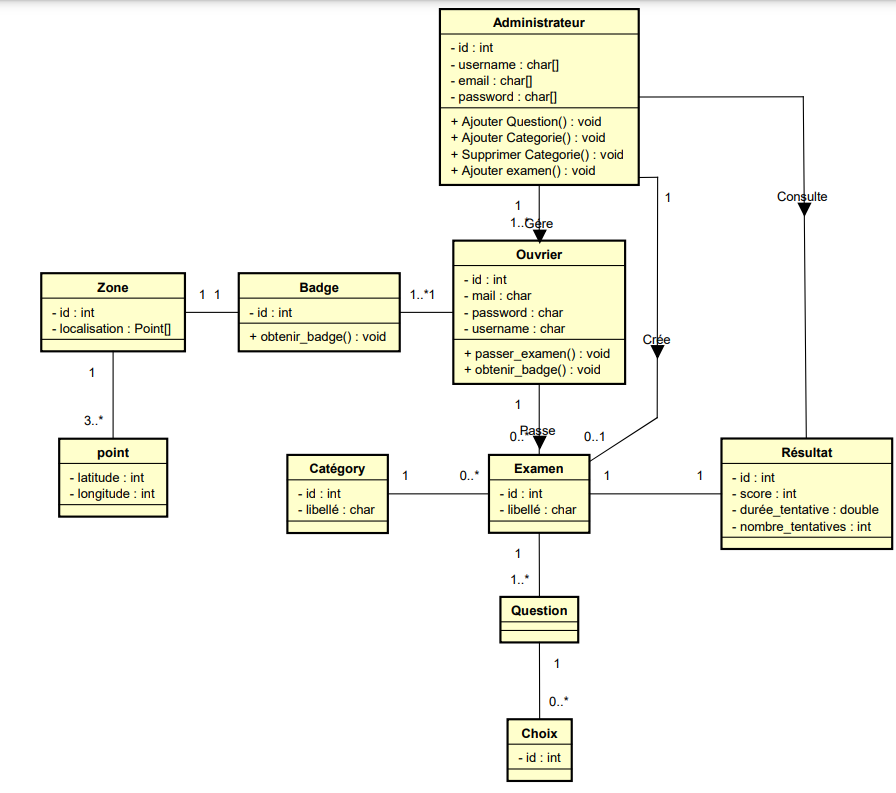 Administrateur
- id : int
- username : char[]
- email : char[]
- password : char[]
+ Ajouter Question() : void
+ Ajouter Categorie() : void
+ Supprimer Categorie() : void
+ Ajouter examen() : void
1
1
Consulte
1..*
Gére
Ouvrier
- id : int
- mail : char
- password : char
- username : char
+ passer_examen() : void
+ obtenir_badge() : void
Zone
- id : int
- localisation : Point[]
1 1
Badge
- id : int
+ obtenir_badge() : void
1..*1
Crée
1
3..*
1
0..*
Passe
0..1
point
- latitude : int
- longitude : int
Catégory
- id : int
- libellé : char
1
0..*
Examen
- id : int
- libellé : char
1
1
Résultat
- id : int
- score : int
- durée_tentative : double
- nombre_tentatives : int
1
1..*
Question
1
0..*
Choix
- id : int